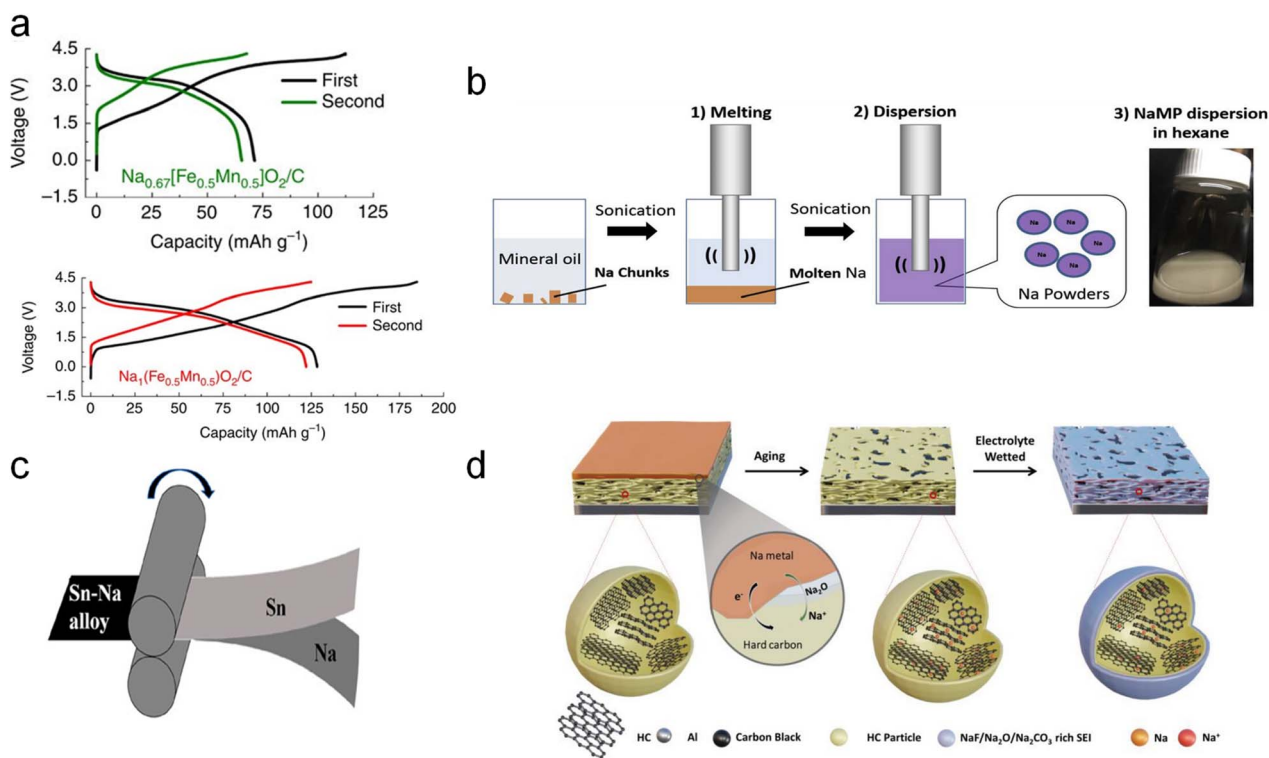 a
4.5
3.0
1.5
0.0
−1.5
Voltage (V)
First
Second
Na0.67[Fe0.5Mn0.5]O2/C
0 25 50 75 100 125
Capacity (mAh g−1)
4.5
3.0
1.5
0.0
−1.5
Voltage (V)
First
Second
Na1(Fe0.5Mn0.5)O2/C
0 25 50 75 100 125 150 175 200
Capacity (mAh g−1)
b
1) Melting
2) Dispersion
3) NaMP dispersion
in hexane
Sonication
Sonication
Mineral oil
Na Chunks
Molten Na
Na
Na
Na
Na
Na
Na Powders
c
Sn-Na
alloy
Sn
Na
d
Aging
Electrolyte
Wetted
Na metal
e-
Na2O
Na+
Hard carbon
HC Al Carbon Black HC Particle NaF/Na2O/Na2CO3 rich SEI Na Na+